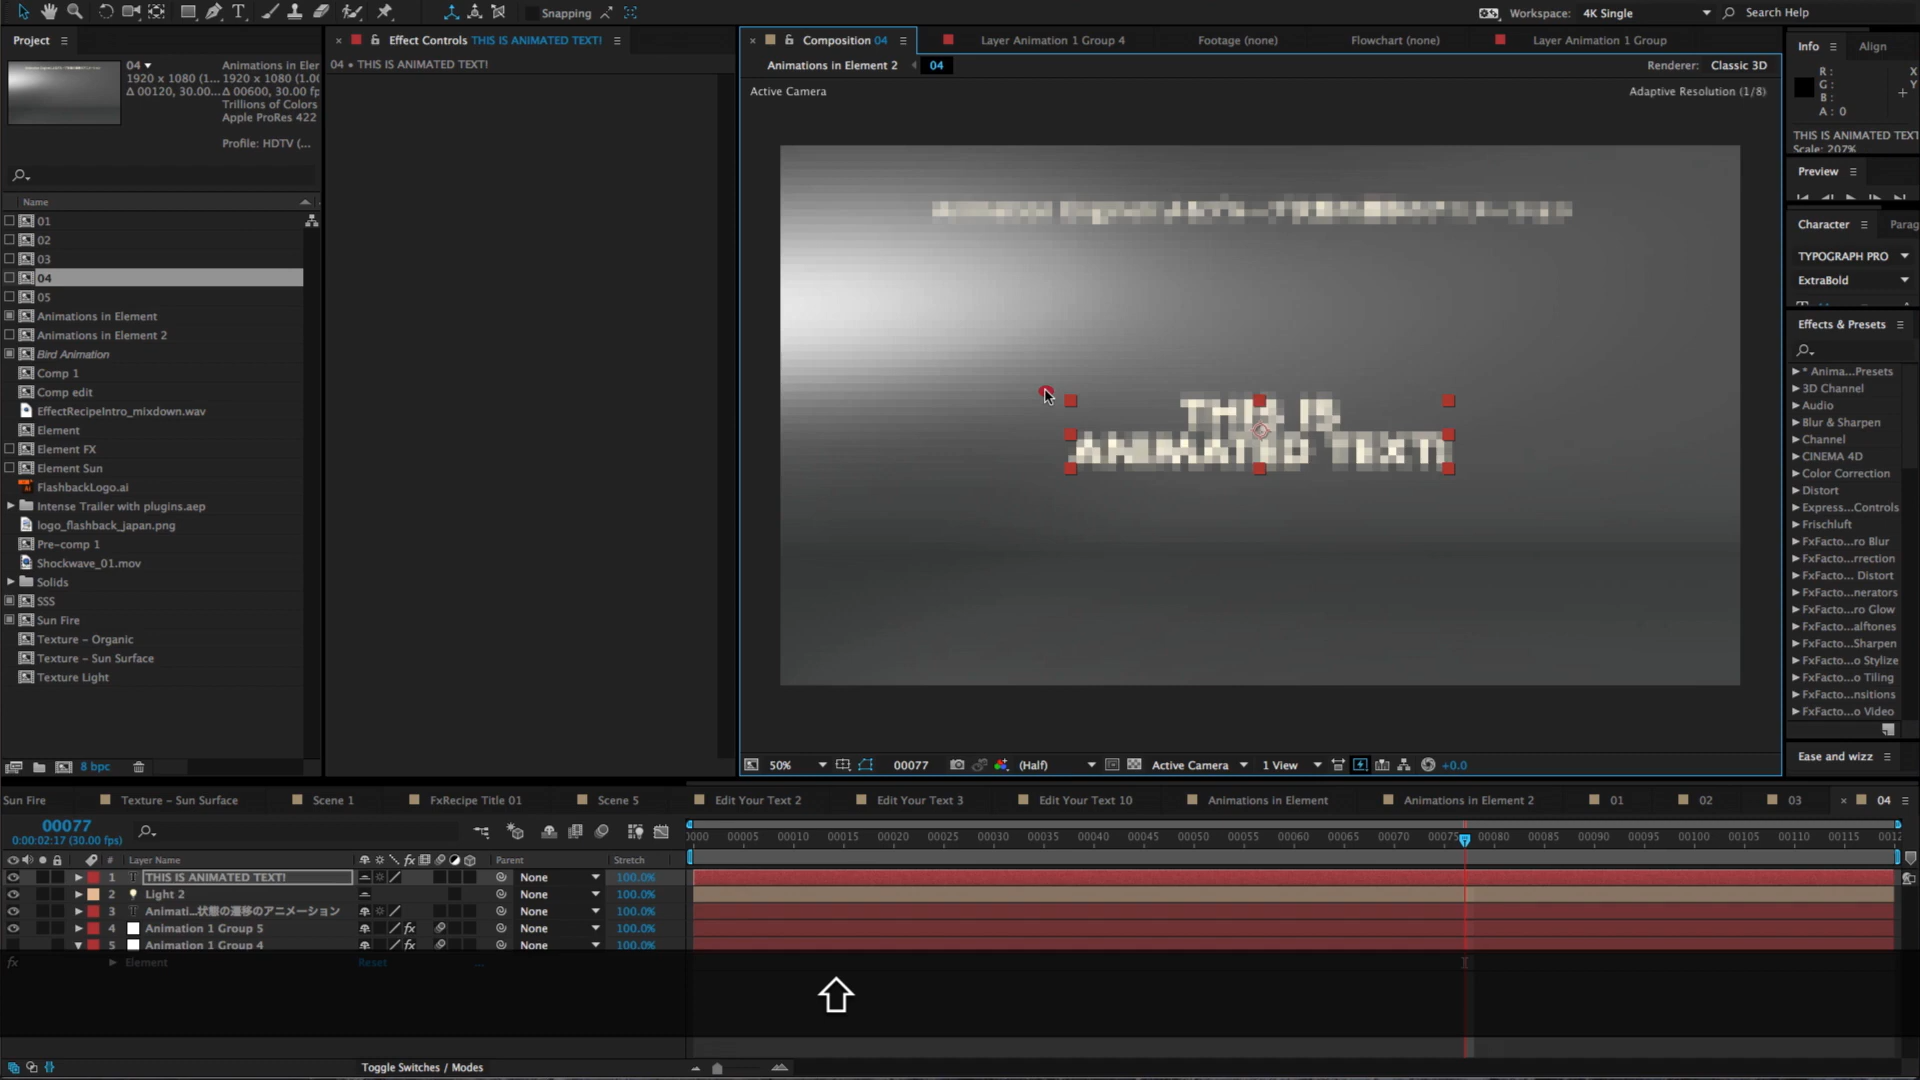 Snapping
Workspace: 4K Single
Search Help
Project
Effect Controls THIS IS ANIMATED TEXT!
Composition 04
Layer Animation 1 Group 4
Footage (none)
Flowchart (none)
Layer Animation 1 Group
Info
Align
04 • THIS IS ANIMATED TEXT!
Animations in Element 2
04
Renderer: Classic 3D
Active Camera
Adaptive Resolution (1/8)
04
1920 x 1080 (1...
Δ 00120, 30.00...
Animations in Eler
1920 x 1080 (1.00
Δ 00600, 30.00 fp
Trillions of Colors
Apple ProRes 422
Profile: HDTV (...
R :
G :
B :
A : 0
X
Y
THIS IS ANIMATED TEXT
Scale: 207%
Preview
Character
Parag
TYPOGRAPH PRO
ExtraBold
Effects & Presets
* Anima...Presets
3D Channel
Audio
Blur & Sharpen
Channel
CINEMA 4D
Color Correction
Distort
Express...Controls
Frischluft
FxFacto...ro Blur
FxFacto...rrection
FxFacto... Distort
FxFacto...nerators
FxFacto...ro Glow
FxFacto...alftones
FxFacto...Sharpen
FxFacto...o Stylize
FxFacto...o Tiling
FxFacto...nsitions
FxFacto...o Video
Ease and wizz
Name
01
02
03
04
05
Animations in Element
Animations in Element 2
Bird Animation
Comp 1
Comp edit
EffectRecipeIntro_mixdown.wav
Element
Element FX
Element Sun
FlashbackLogo.ai
Intense Trailer with plugins.aep
logo_flashback_japan.png
Pre-comp 1
Shockwave_01.mov
Solids
SSS
Sun Fire
Texture – Organic
Texture – Sun Surface
Texture Light
8 bpc
THIS IS
ANIMATED TEXT!
50%
00077
(Half)
Active Camera
1 View
+0.0
Sun Fire
Texture – Sun Surface
Scene 1
FxRecipe Title 01
Scene 5
Edit Your Text 2
Edit Your Text 3
Edit Your Text 10
Animations in Element
Animations in Element 2
01
02
03
04
00077
0:00:02:17 (30.00 fps)
0000 00005 00010 00015 00020 00025 00030 00035 00040 00045 00050 00055 00060 00065 00070 00075 00080 00085 00090 00095 00100 00105 00110 00115 0012
# Layer Name Parent Stretch
1 THIS IS ANIMATED TEXT! None 100.0%
2 Light 2 None 100.0%
3 Animati...状態の遷移のアニメーション None 100.0%
4 Animation 1 Group 5 fx None 100.0%
5 Animation 1 Group 4 fx None 100.0%
fx Element Reset ...
Toggle Switches / Modes